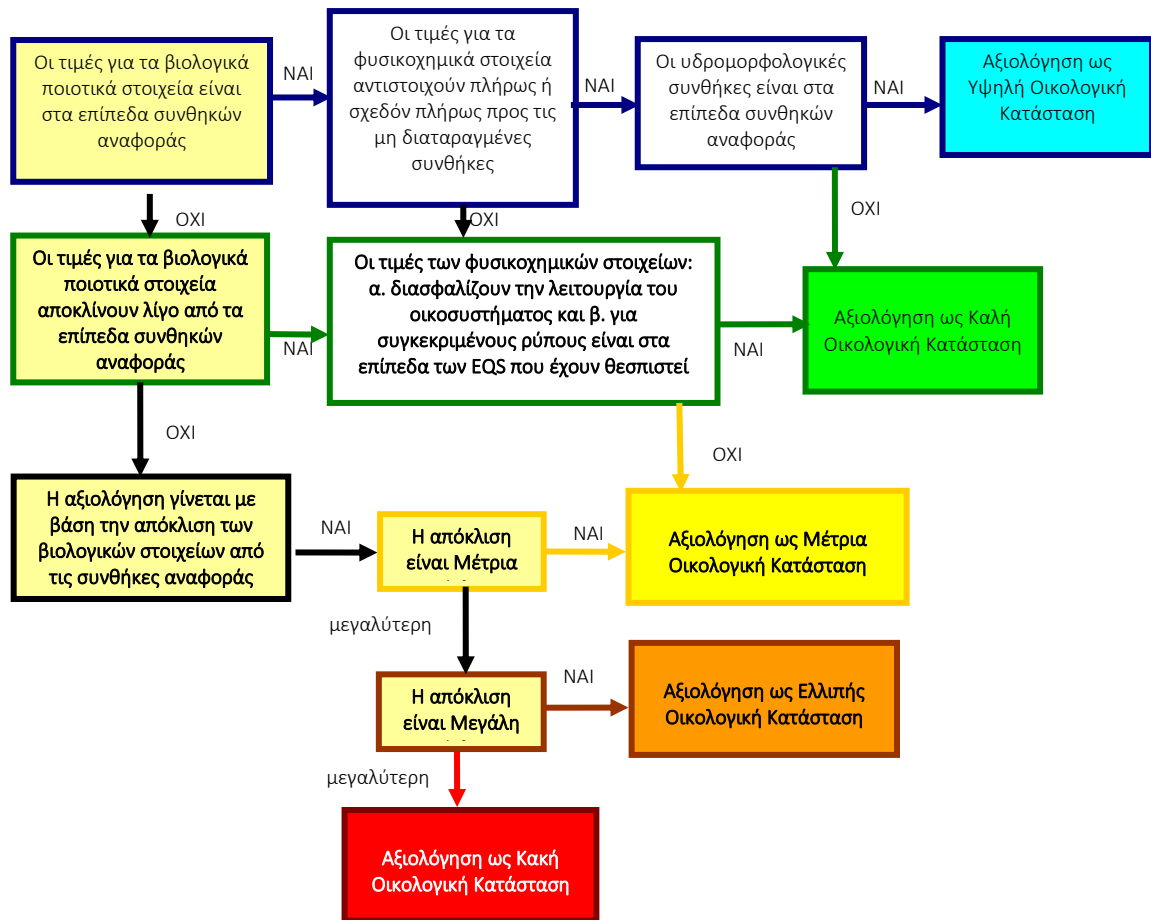 Οι τιμές για τα βιολογικά
ποιοτικά στοιχεία είναι
στα επίπεδα συνθηκών
αναφοράς
ΝΑΙ
Οι τιμές για τα
φυσικοχημικά στοιχεία
αντιστοιχούν πλήρως ή
σχεδόν πλήρως προς τις
μη διαταραγμένες
συνθήκες
ΝΑΙ
Οι υδρομορφολογικές
συνθήκες είναι στα
επίπεδα συνθηκών
αναφοράς
ΝΑΙ
Αξιολόγηση ως
Υψηλή Οικολογική
Κατάσταση
ΟΧΙ
ΟΧΙ
ΟΧΙ
Οι τιμές για τα βιολογικά
ποιοτικά στοιχεία
αποκλίνουν λίγο από τα
επίπεδα συνθηκών
αναφοράς
ΝΑΙ
Οι τιμές των φυσικοχημικών στοιχείων:
α. διασφαλίζουν την λειτουργία του
οικοσυστήματος και β. για
συγκεκριμένους ρύπους είναι στα
επίπεδα των EQS που έχουν θεσπιστεί
ΝΑΙ
Αξιολόγηση ως Καλή
Οικολογική Κατάσταση
ΟΧΙ
ΟΧΙ
Η αξιολόγηση γίνεται με
βάση την απόκλιση των
βιολογικών στοιχείων από
τις συνθήκες αναφοράς
ΝΑΙ
Η απόκλιση
είναι Μέτρια
ΝΑΙ
Αξιολόγηση ως Μέτρια
Οικολογική Κατάσταση
μεγαλύτερη
Η απόκλιση
είναι Μεγάλη
ΝΑΙ
Αξιολόγηση ως Ελλιπής
Οικολογική Κατάσταση
μεγαλύτερη
Αξιολόγηση ως Κακή
Οικολογική Κατάσταση